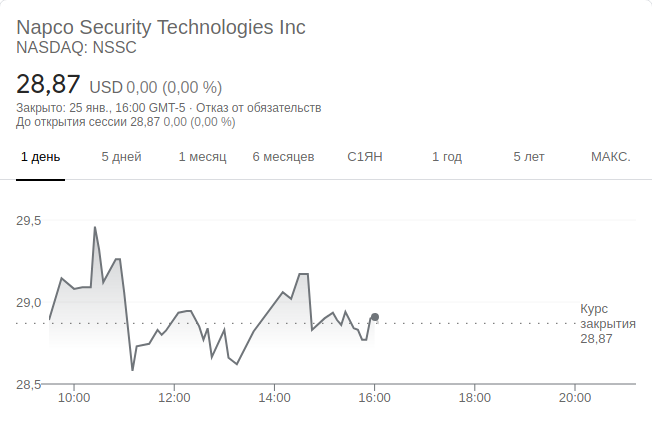 Napco Security Technologies Inc
NASDAQ: NSSC
28,87 USD 0,00 (0,00 %)
Закрыто: 25 янв., 16:00 GMT-5 · Отказ от обязательств
До открытия сессии 28,87 0,00 (0,00 %)
1 день 5 дней 1 месяц 6 месяцев С1ЯН 1 год 5 лет МАКС.
29,5
29,0
Курс
закрытия
28,87
28,5
10:00 12:00 14:00 16:00 18:00 20:00